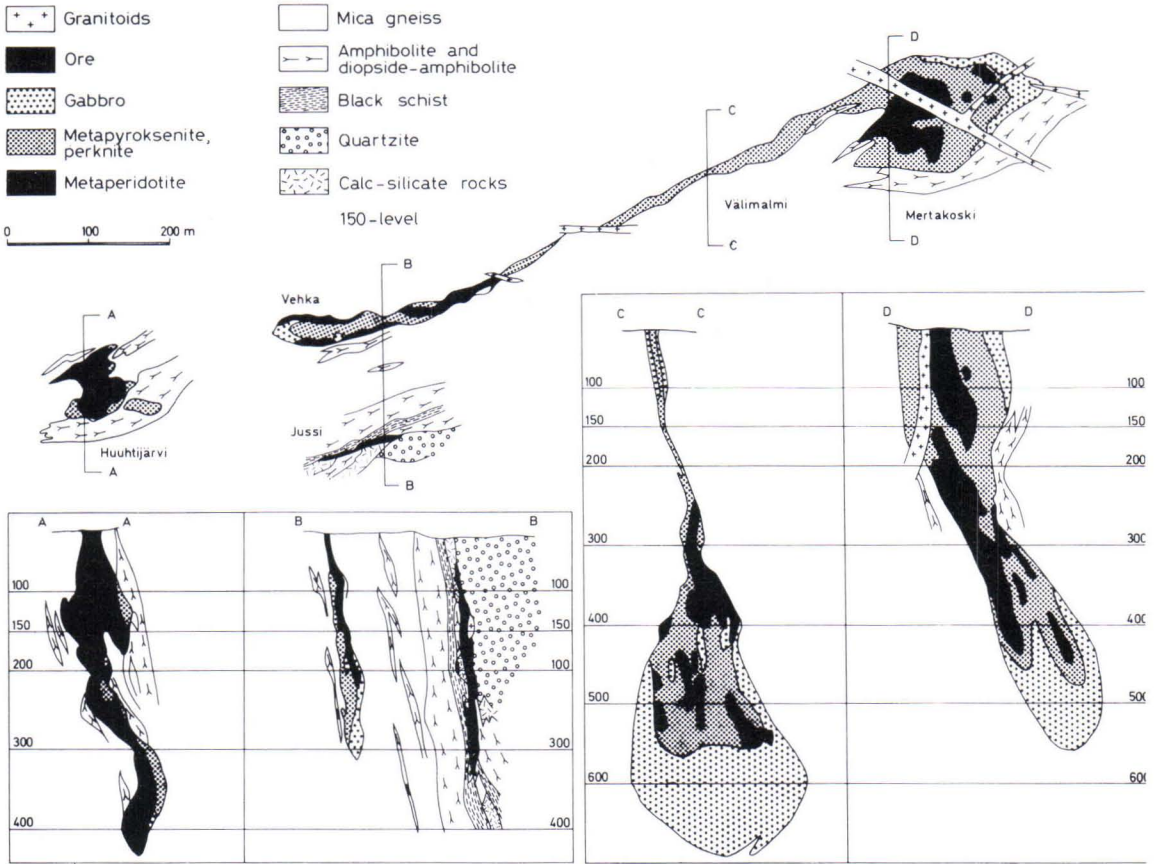 Granitoids
Ore
Gabbro
Metapyroksenite,
perknite
Metaperidotite
0 100 200 m
Mica gneiss
Amphibolite and
diopside-amphibolite
Black schist
Quartzite
Calc-silicate rocks
150-level
D
C
Välimalmi
Mertakoski
C
D
B
Vehka
A
Jussi
Huuhtijärvi
A
B
A A B B
100 100
150 150
200 100
300 300
400 400
C C D D
100 100
150 150
200 200
300 300
400 400
500 500
600 600